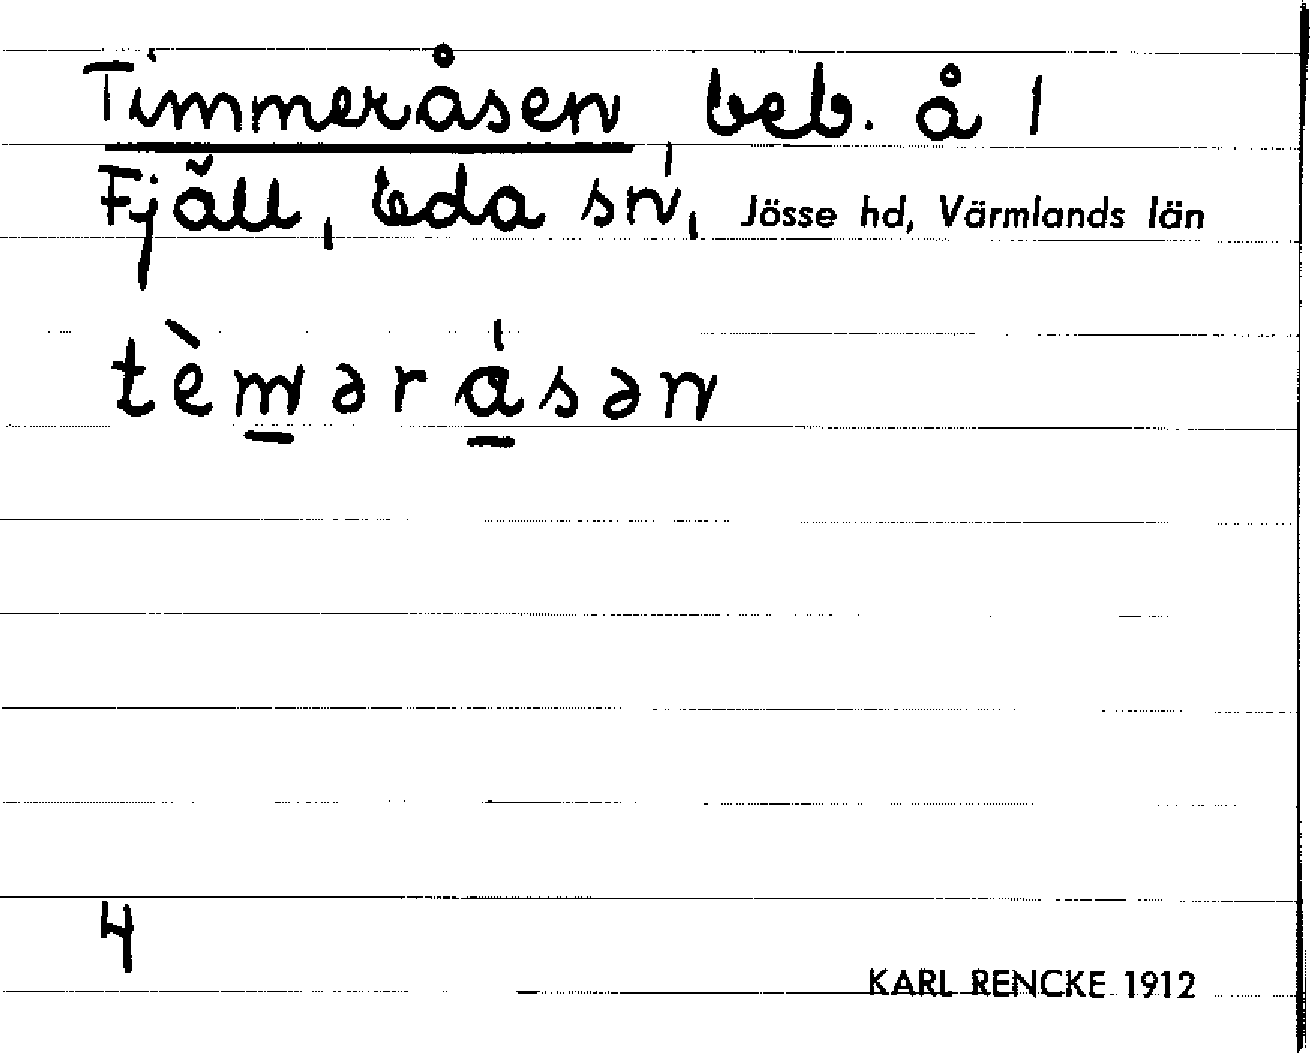 Timmeråsen, beb. å 1
Fjäll, Eda sn, Jösse hd, Värmlands län
tèmərásən
4
KARL RENCKE 1912